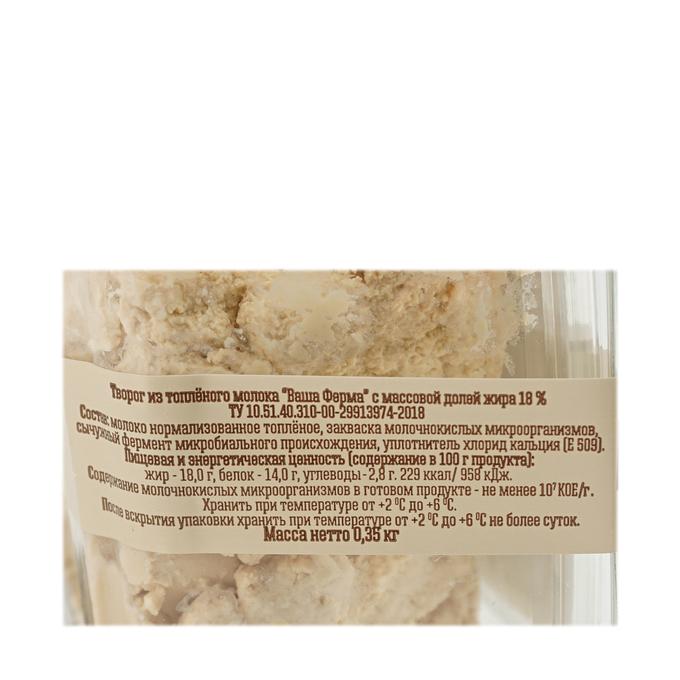 Творог из топлёного молока "Ваша Ферма" с массовой долей жира 18 %
ТУ 10.51.40.310-00-29913974-2018
Состав: молоко нормализованное топлёное, закваска молочнокислых микроорганизмов,
сычужный фермент микробиального происхождения, уплотнитель хлорид кальция (Е 509).
Пищевая и энергетическая ценность (содержание в 100 г продукта):
жир - 18,0 г, белок - 14,0 г, углеводы - 2,8 г. 229 ккал/ 958 кДж.
Содержание молочнокислых микроорганизмов в готовом продукте - не менее 10⁷ КОЕ/г.
Хранить при температуре от +2 ⁰С до +6 ⁰С.
После вскрытия упаковки хранить при температуре от +2 ⁰С до +6 ⁰С не более суток.
Масса нетто 0,35 кг